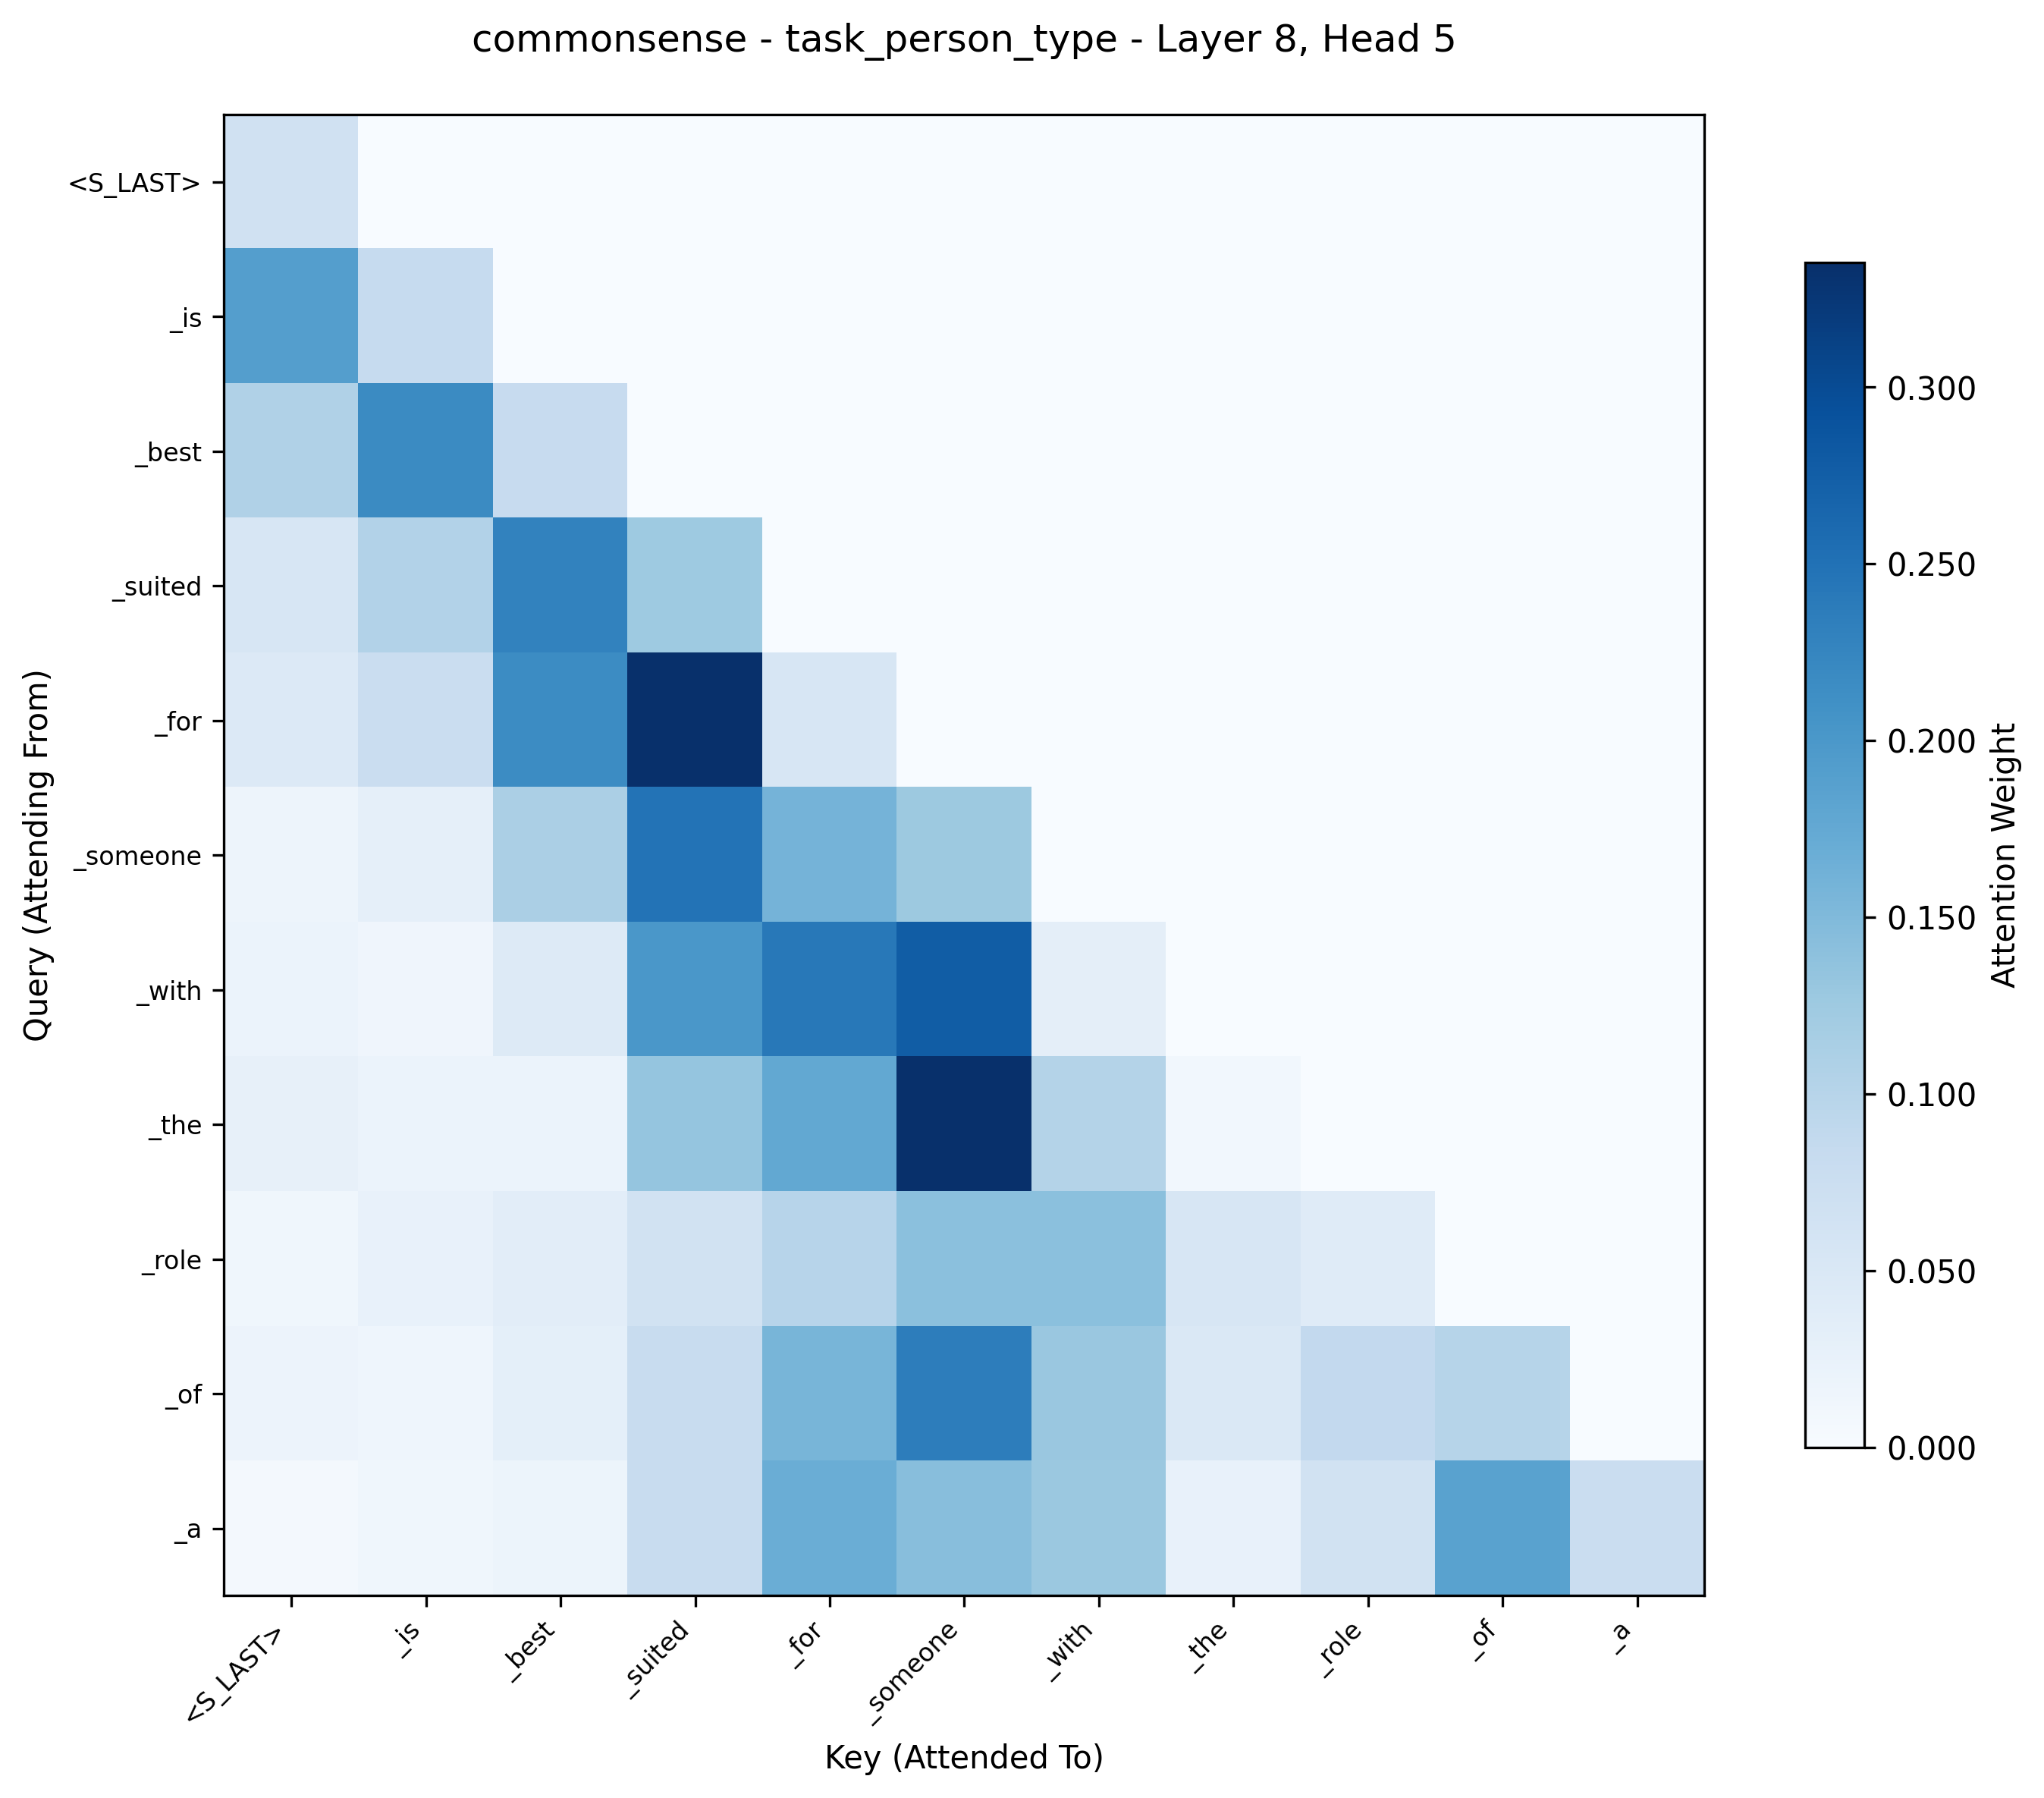 commonsense - task_person_type - Layer 8, Head 5
Query (Attending From)
<S_LAST>
_is
_best
_suited
_for
_someone
_with
_the
_role
_of
_a
<S_LAST>
_is
_best
_suited
_for
_someone
_with
_the
_role
_of
_a
Key (Attended To)
0.300
0.250
0.200
0.150
0.100
0.050
0.000
Attention Weight